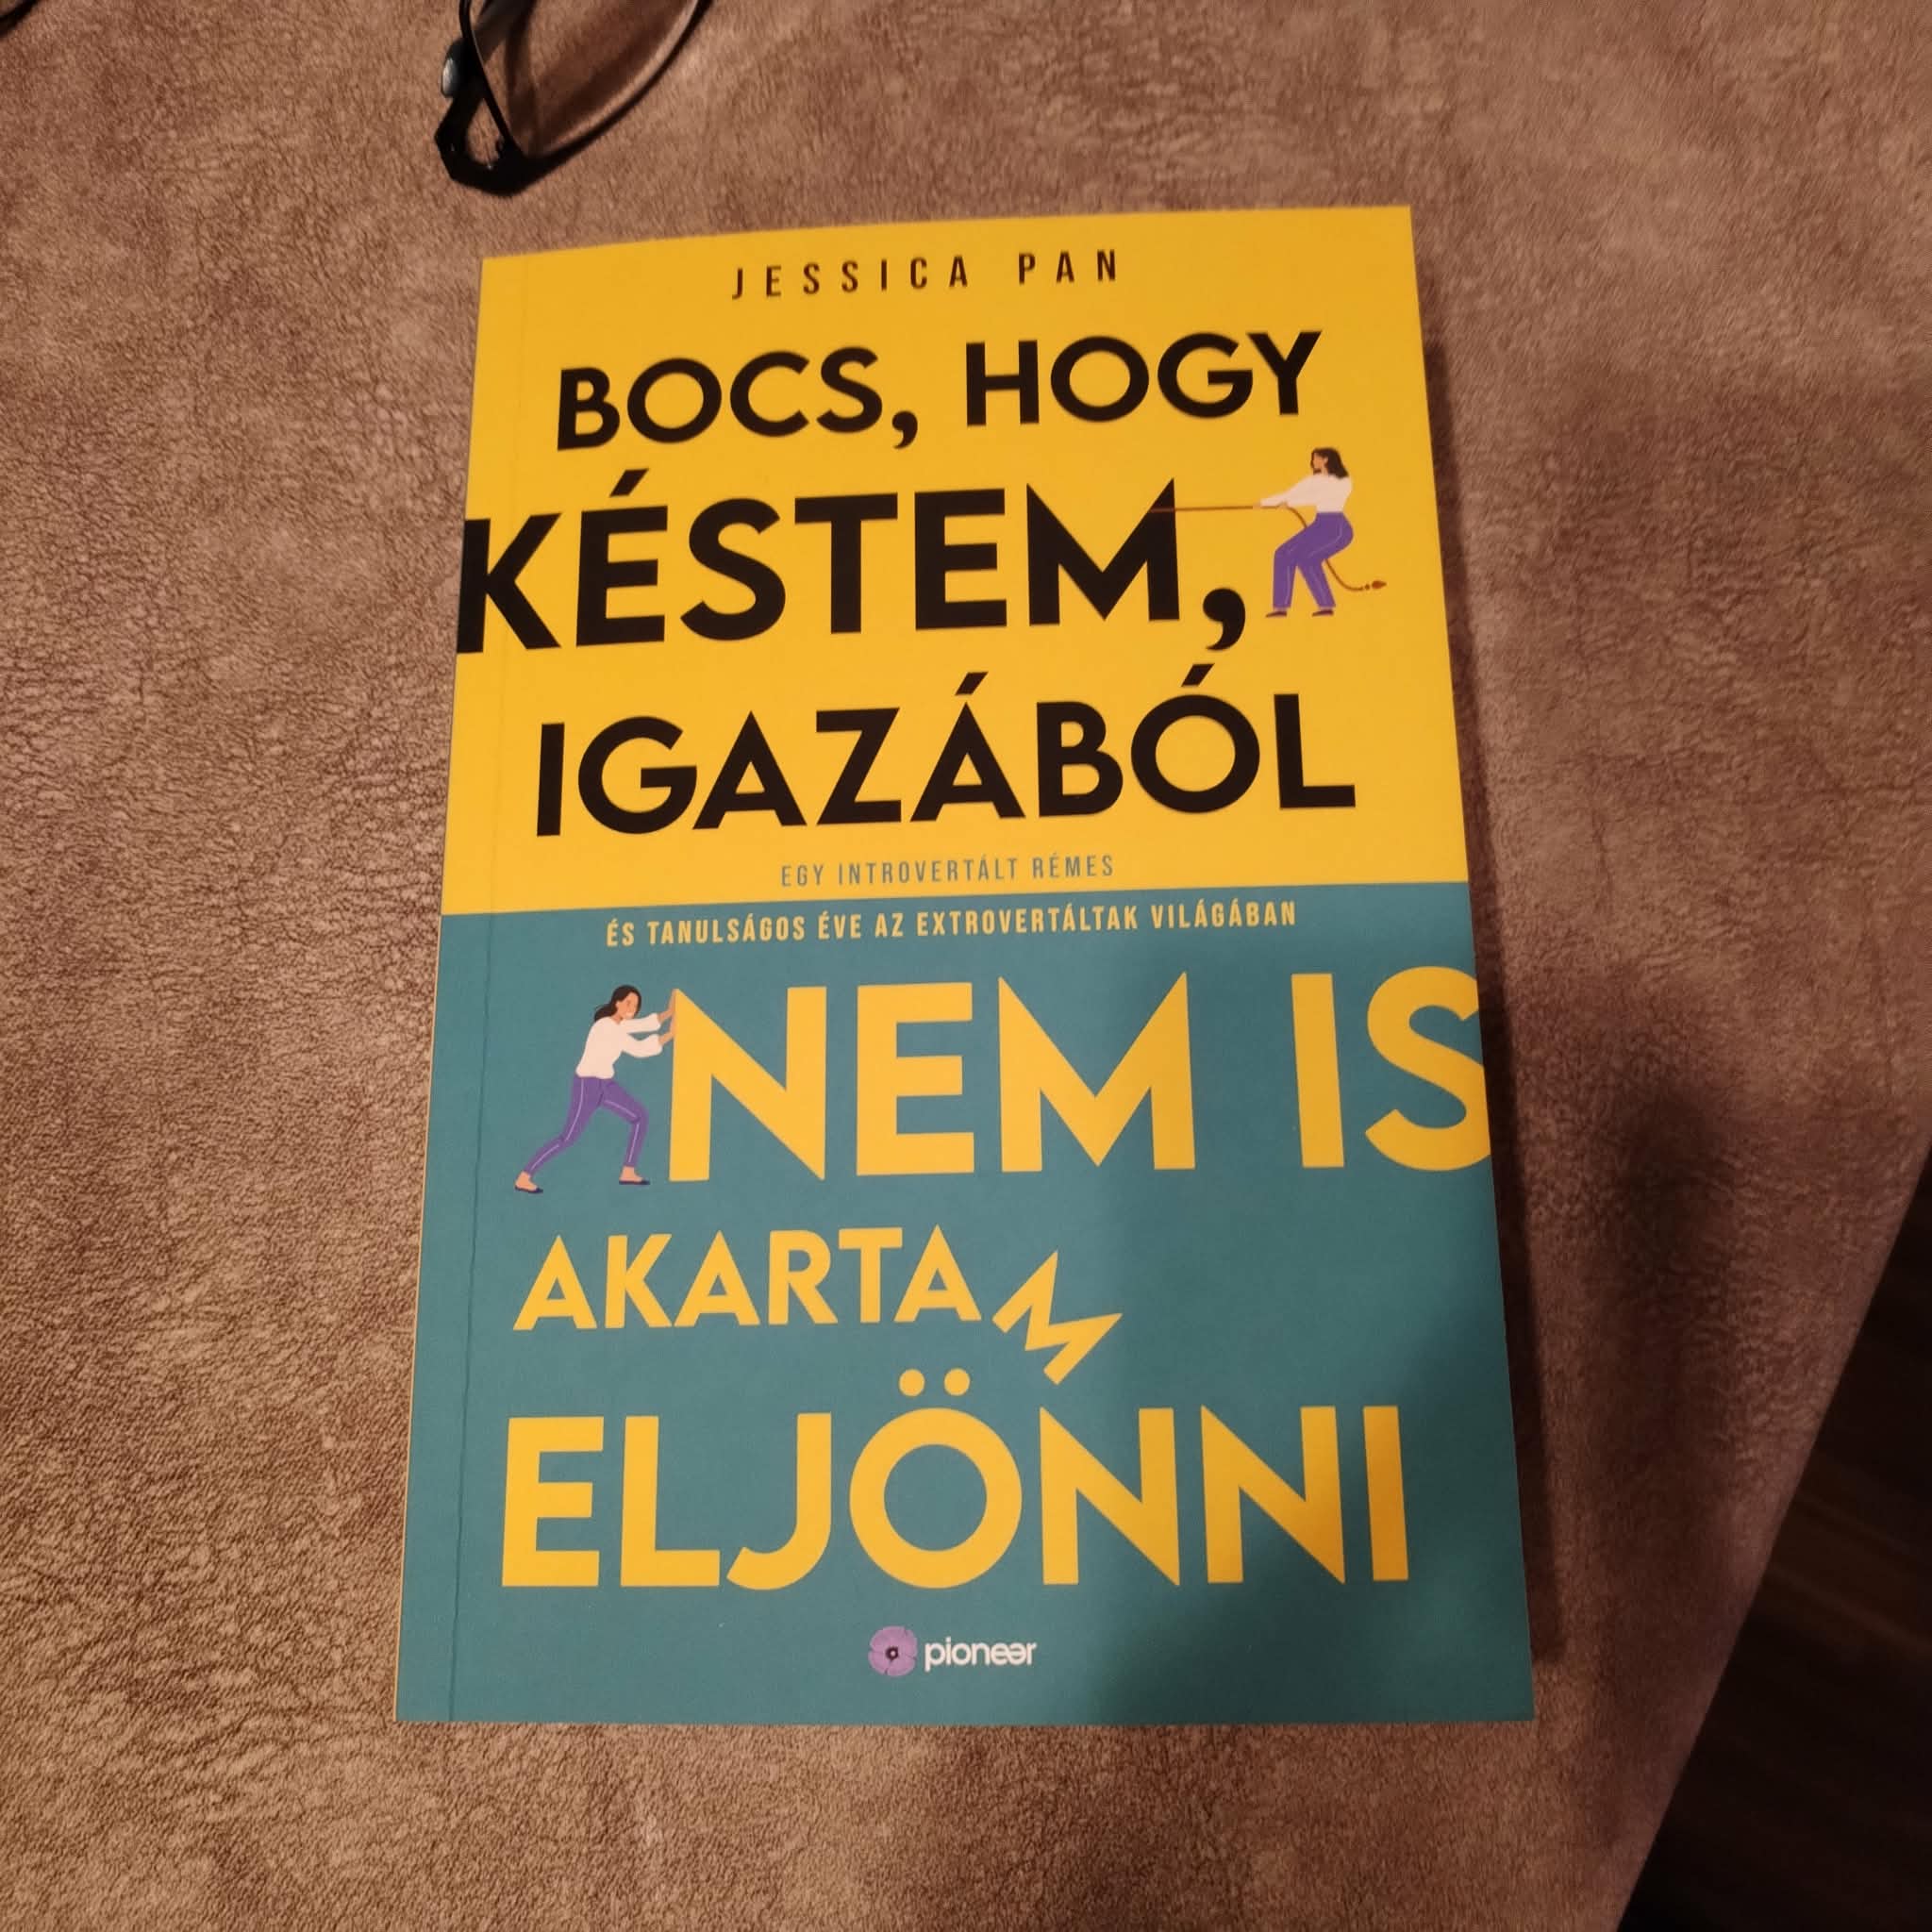 JESSICA PAN
BOCS, HOGY
KÉSTEM,
IGAZÁBÓL
EGY INTROVERTÁLT RÉMES
ÉS TANULSÁGOS ÉVE AZ EXTROVERTÁLTAK VILÁGÁBAN
NEM IS
AKARTAM
ELJÖNNI
pioneer